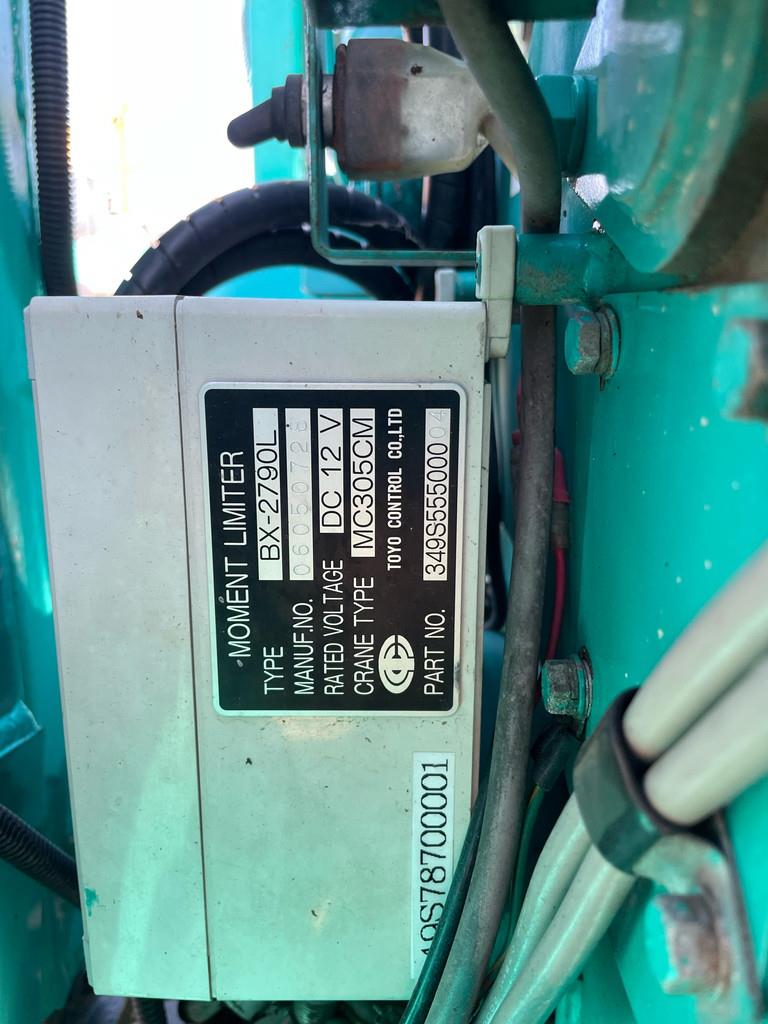 MOMENT LIMITER
TYPE BX-2790L
MANUF.NO. 06050728
RATED VOLTAGE DC 12 V
CRANE TYPE MC305CM
TOYO CONTROL CO.,LTD
PART NO. 349S55500004
49S78700001